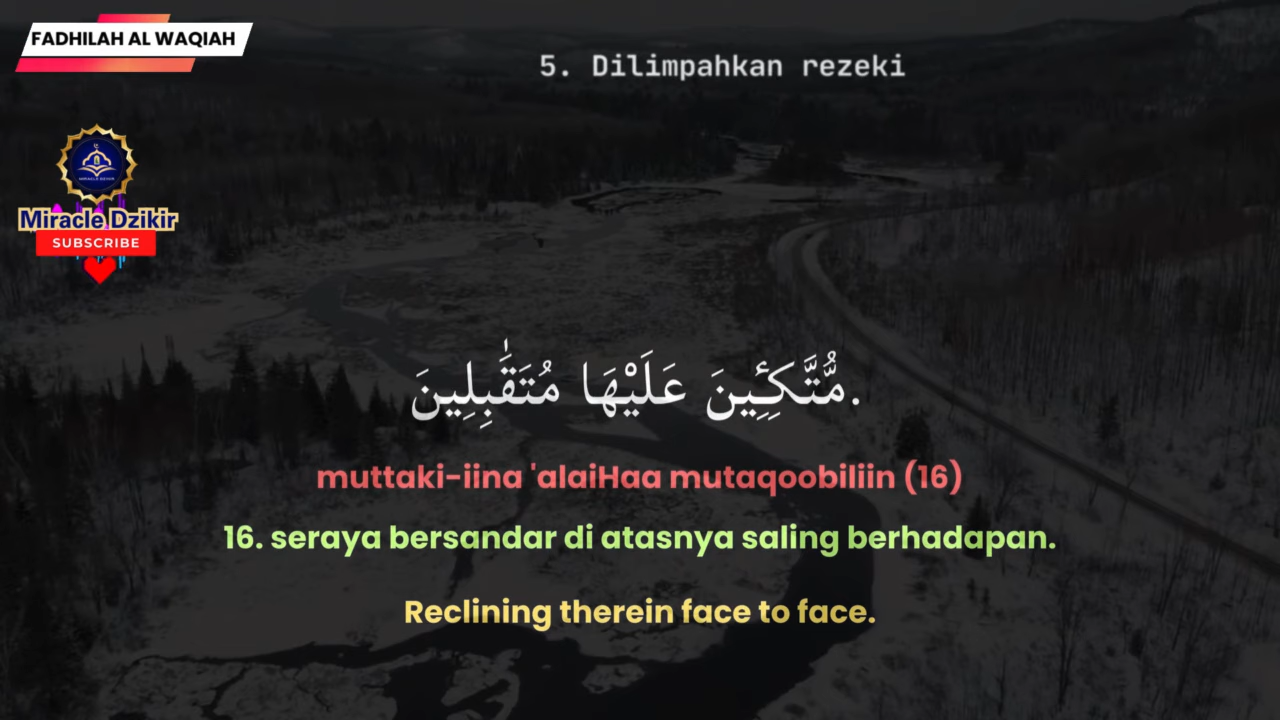 FADHILAH AL WAQIAH
5. Dilimpahkan rezeki
Miracle Dzikir
SUBSCRIBE
مُّتَّكِـِٔينَ عَلَيْهَا مُتَقَٰبِلِينَ.
muttaki-iina 'alaiHaa mutaqoobiliin (16)
16. seraya bersandar di atasnya saling berhadapan.
Reclining therein face to face.